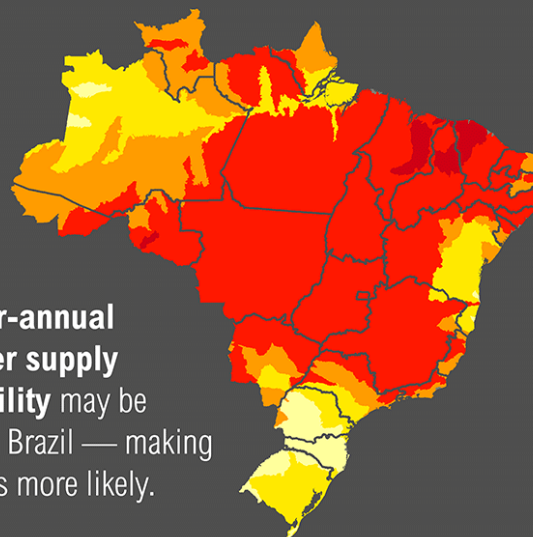 r-annual
er supply
ility may be
Brazil — making
s more likely.